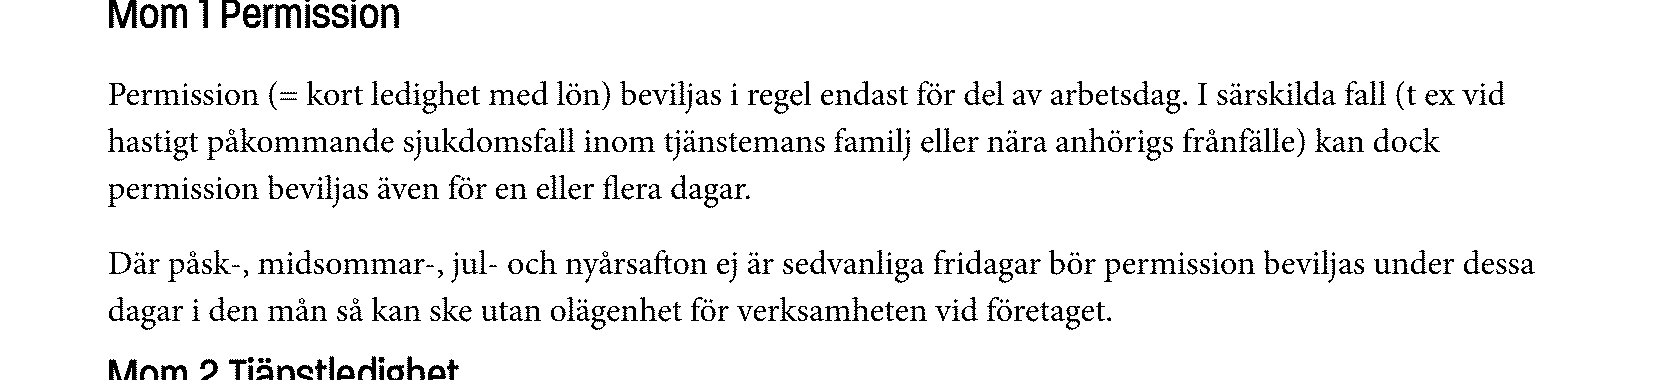 Mom 1 Permission
Permission (= kort ledighet med lön) beviljas i regel endast för del av arbetsdag. I särskilda fall (t ex vid
hastigt påkommande sjukdomsfall inom tjänstemans familj eller nära anhörigs frånfälle) kan dock
permission beviljas även för en eller flera dagar.
Där påsk-, midsommar-, jul- och nyårsafton ej är sedvanliga fridagar bör permission beviljas under dessa
dagar i den mån så kan ske utan olägenhet för verksamheten vid företaget.
Mom 2 Tjänstledighet